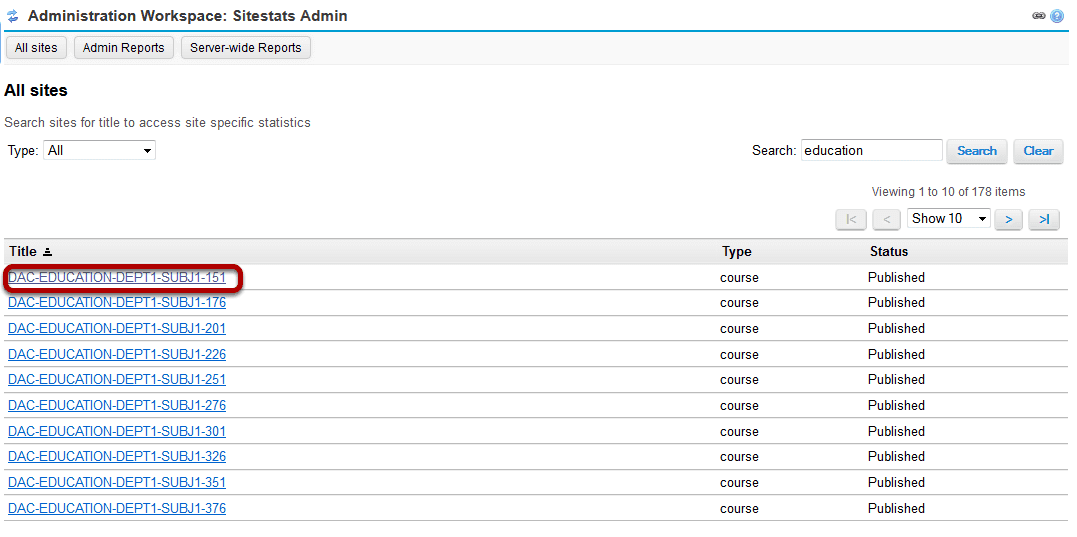 Administration Workspace: Sitestats Admin
All sites Admin Reports Server-wide Reports
All sites
Search sites for title to access site specific statistics
Type: All Search: education Search Clear
Viewing 1 to 10 of 178 items
|< < Show 10 > >|
Title Type Status
DAC-EDUCATION-DEPT1-SUBJ1-151 course Published
DAC-EDUCATION-DEPT1-SUBJ1-176 course Published
DAC-EDUCATION-DEPT1-SUBJ1-201 course Published
DAC-EDUCATION-DEPT1-SUBJ1-226 course Published
DAC-EDUCATION-DEPT1-SUBJ1-251 course Published
DAC-EDUCATION-DEPT1-SUBJ1-276 course Published
DAC-EDUCATION-DEPT1-SUBJ1-301 course Published
DAC-EDUCATION-DEPT1-SUBJ1-326 course Published
DAC-EDUCATION-DEPT1-SUBJ1-351 course Published
DAC-EDUCATION-DEPT1-SUBJ1-376 course Published